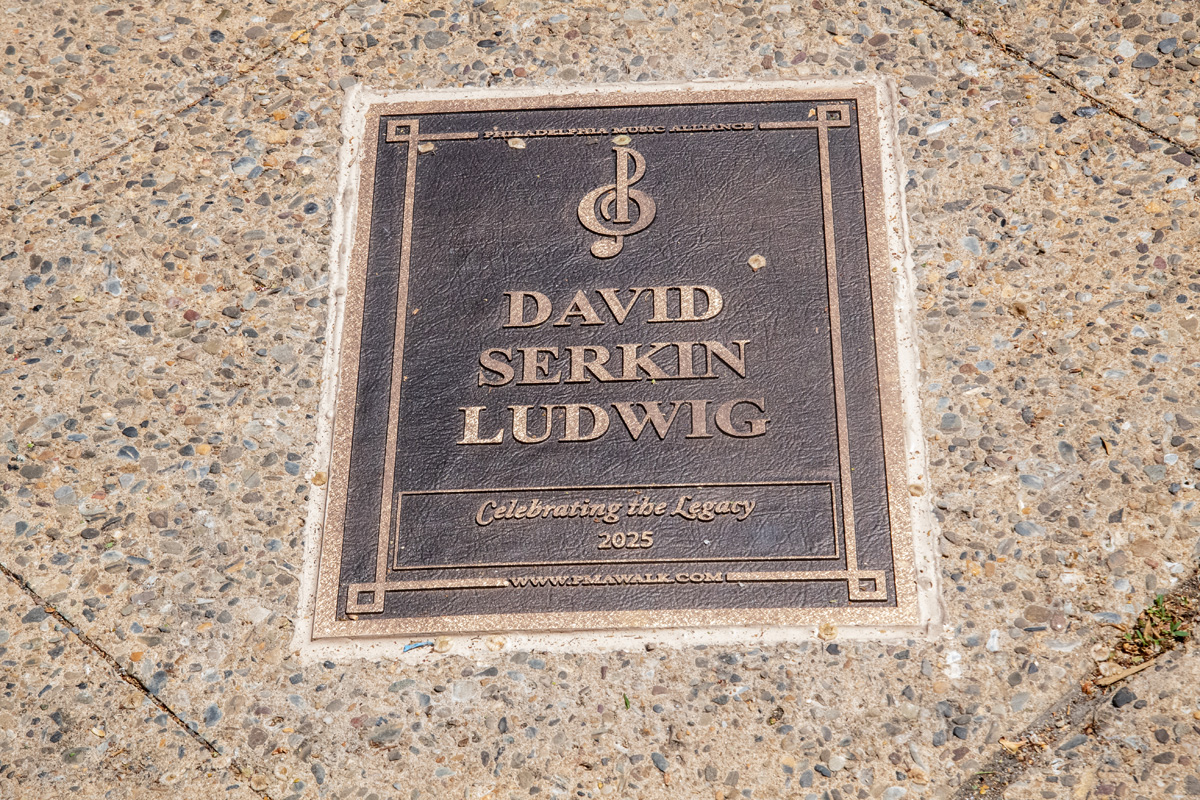 PHILADELPHIA MUSIC ALLIANCE
DAVID
SERKIN
LUDWIG
Celebrating the Legacy
2025
WWW.PMAWALK.COM